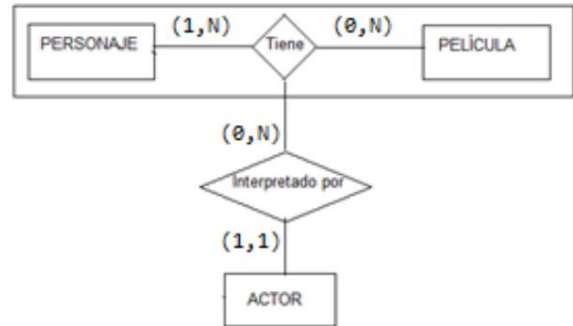 (1,N)
(0,N)
PERSONAJE
Tiene
PELÍCULA
(0,N)
Interpretado por
(1,1)
ACTOR